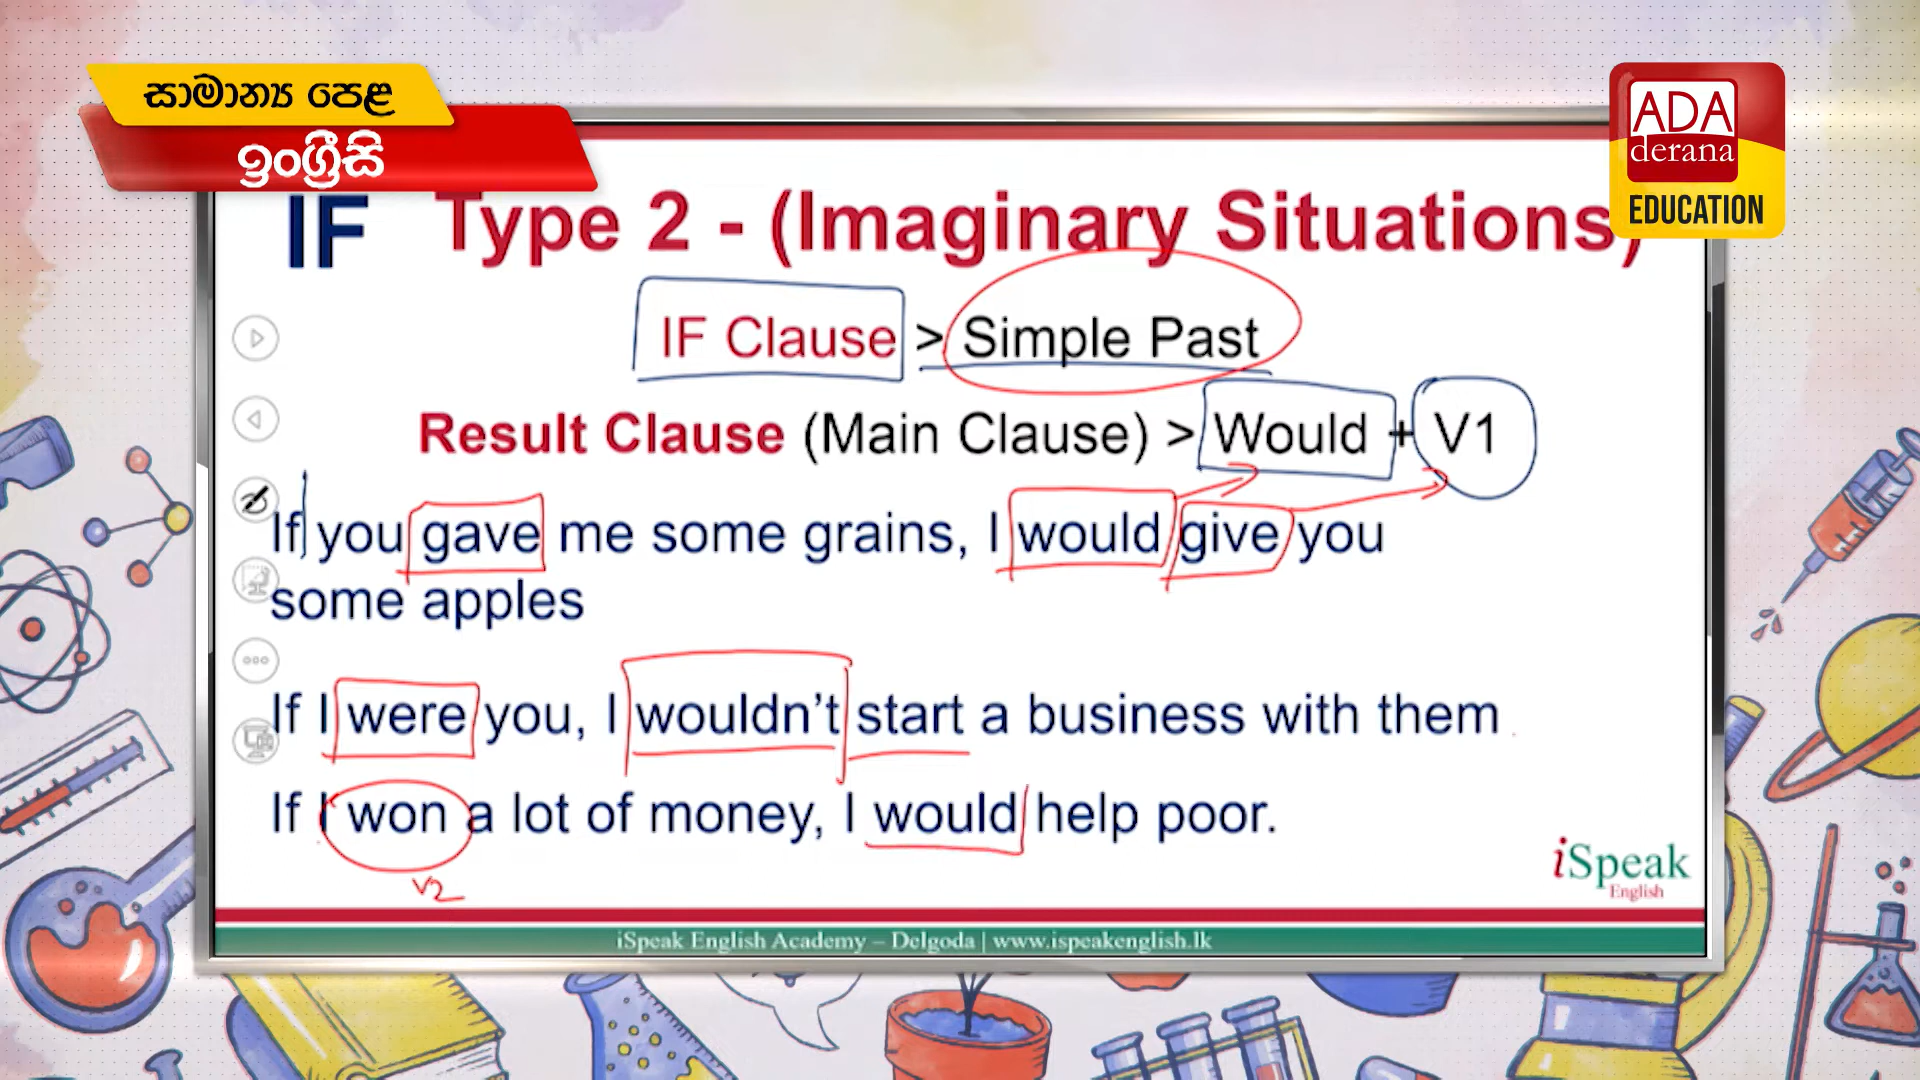 සාමාන්‍ය පෙළ
ඉංග්‍රීසි
ADA
derana
EDUCATION
IF Type 2 - (Imaginary Situations)
IF Clause > Simple Past
Result Clause (Main Clause) > Would + V1
If you gave me some grains, I would give you
some apples
If I were you, I wouldn't start a business with them
If I won a lot of money, I would help poor.
V2
iSpeak
English
iSpeak English Academy – Delgoda | www.ispeakenglish.lk